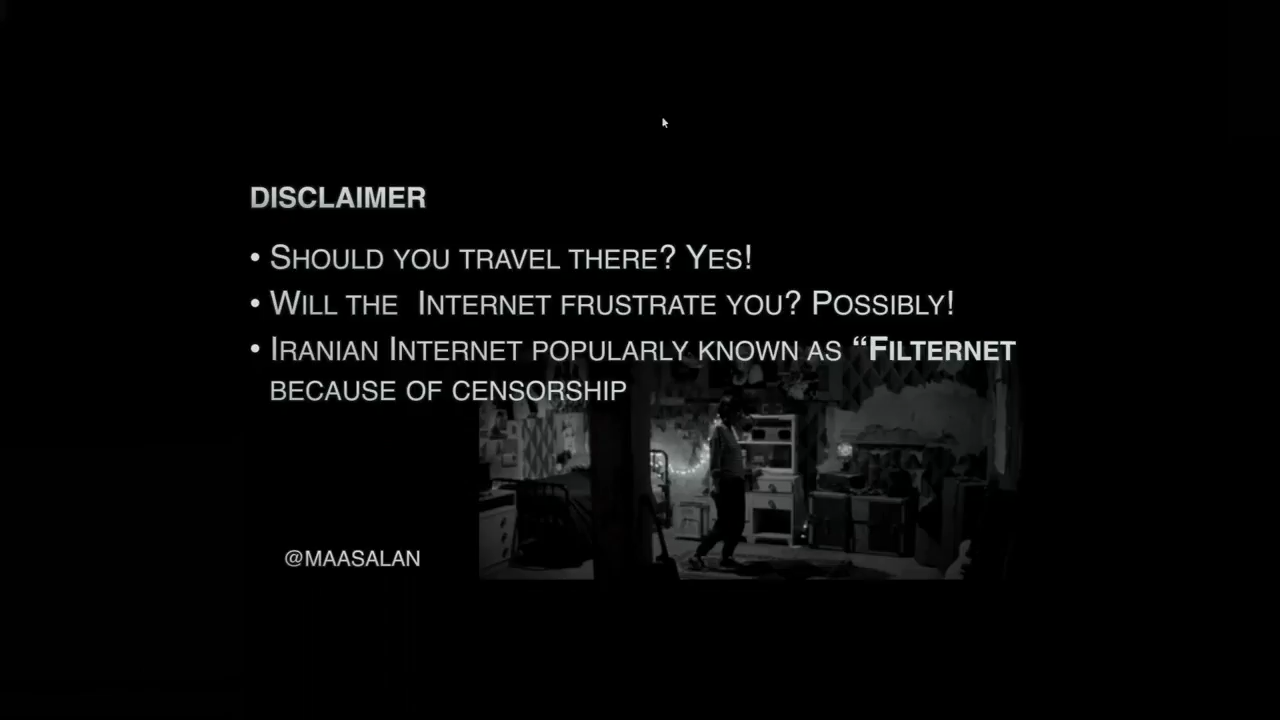 DISCLAIMER
• SHOULD YOU TRAVEL THERE? YES!
• WILL THE  INTERNET FRUSTRATE YOU? POSSIBLY!
• IRANIAN INTERNET POPULARLY KNOWN AS “FILTERNET
BECAUSE OF CENSORSHIP
@MAASALAN